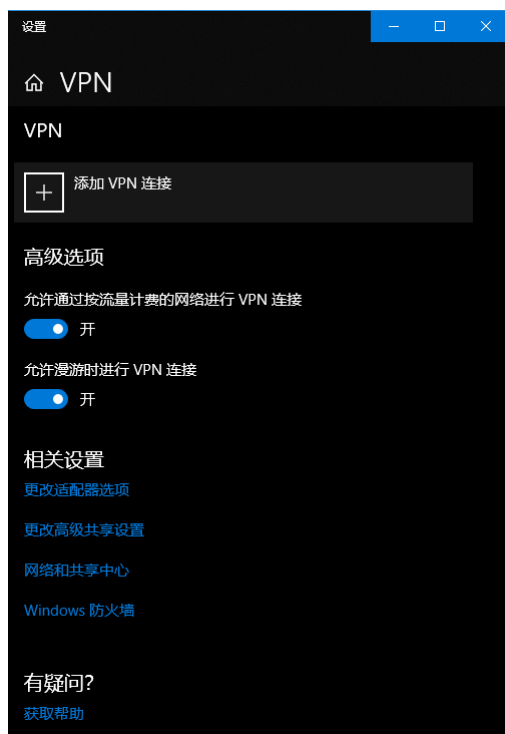 设置
VPN
VPN
添加 VPN 连接
高级选项
允许通过按流量计费的网络进行 VPN 连接
开
允许漫游时进行 VPN 连接
开
相关设置
更改适配器选项
更改高级共享设置
网络和共享中心
Windows 防火墙
有疑问?
获取帮助